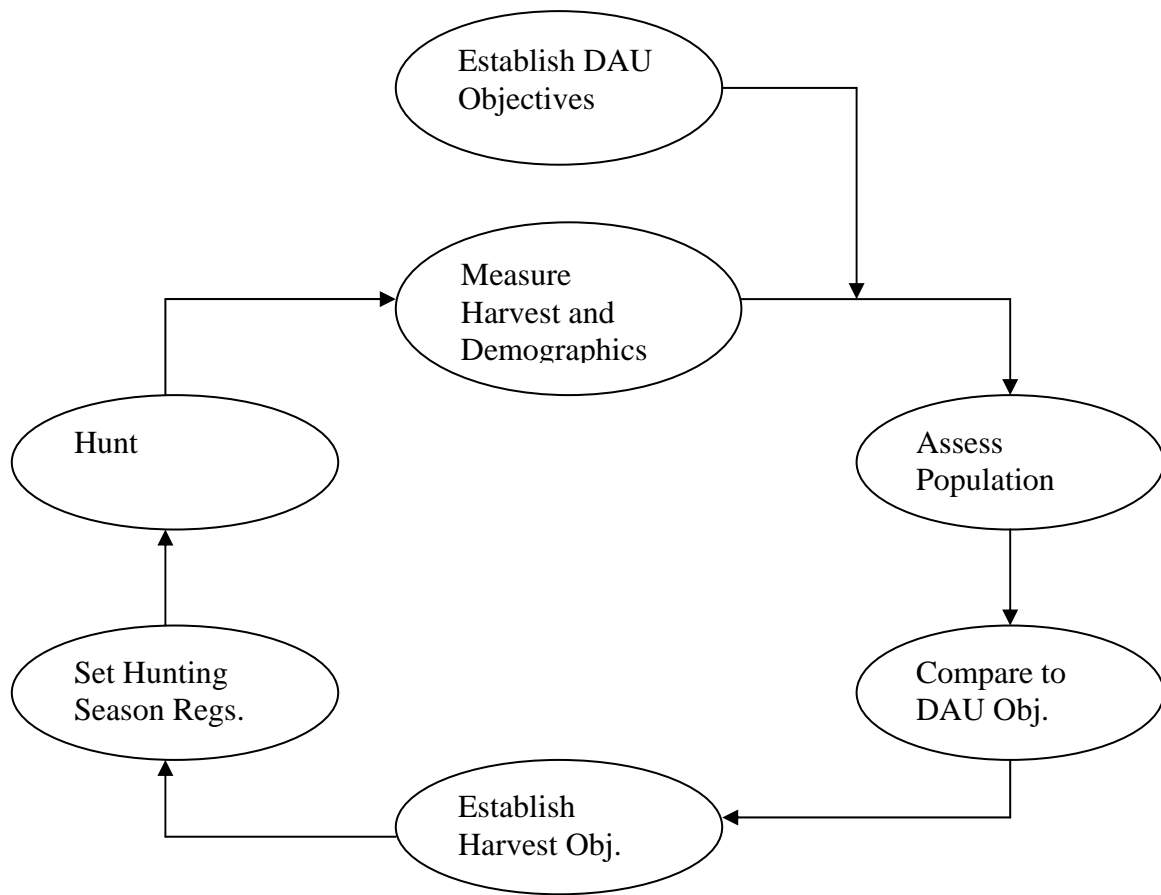 Establish DAU
Objectives
Measure
Harvest and
Demographics
Hunt
Assess
Population
Set Hunting
Season Regs.
Compare to
DAU Obj.
Establish
Harvest Obj.